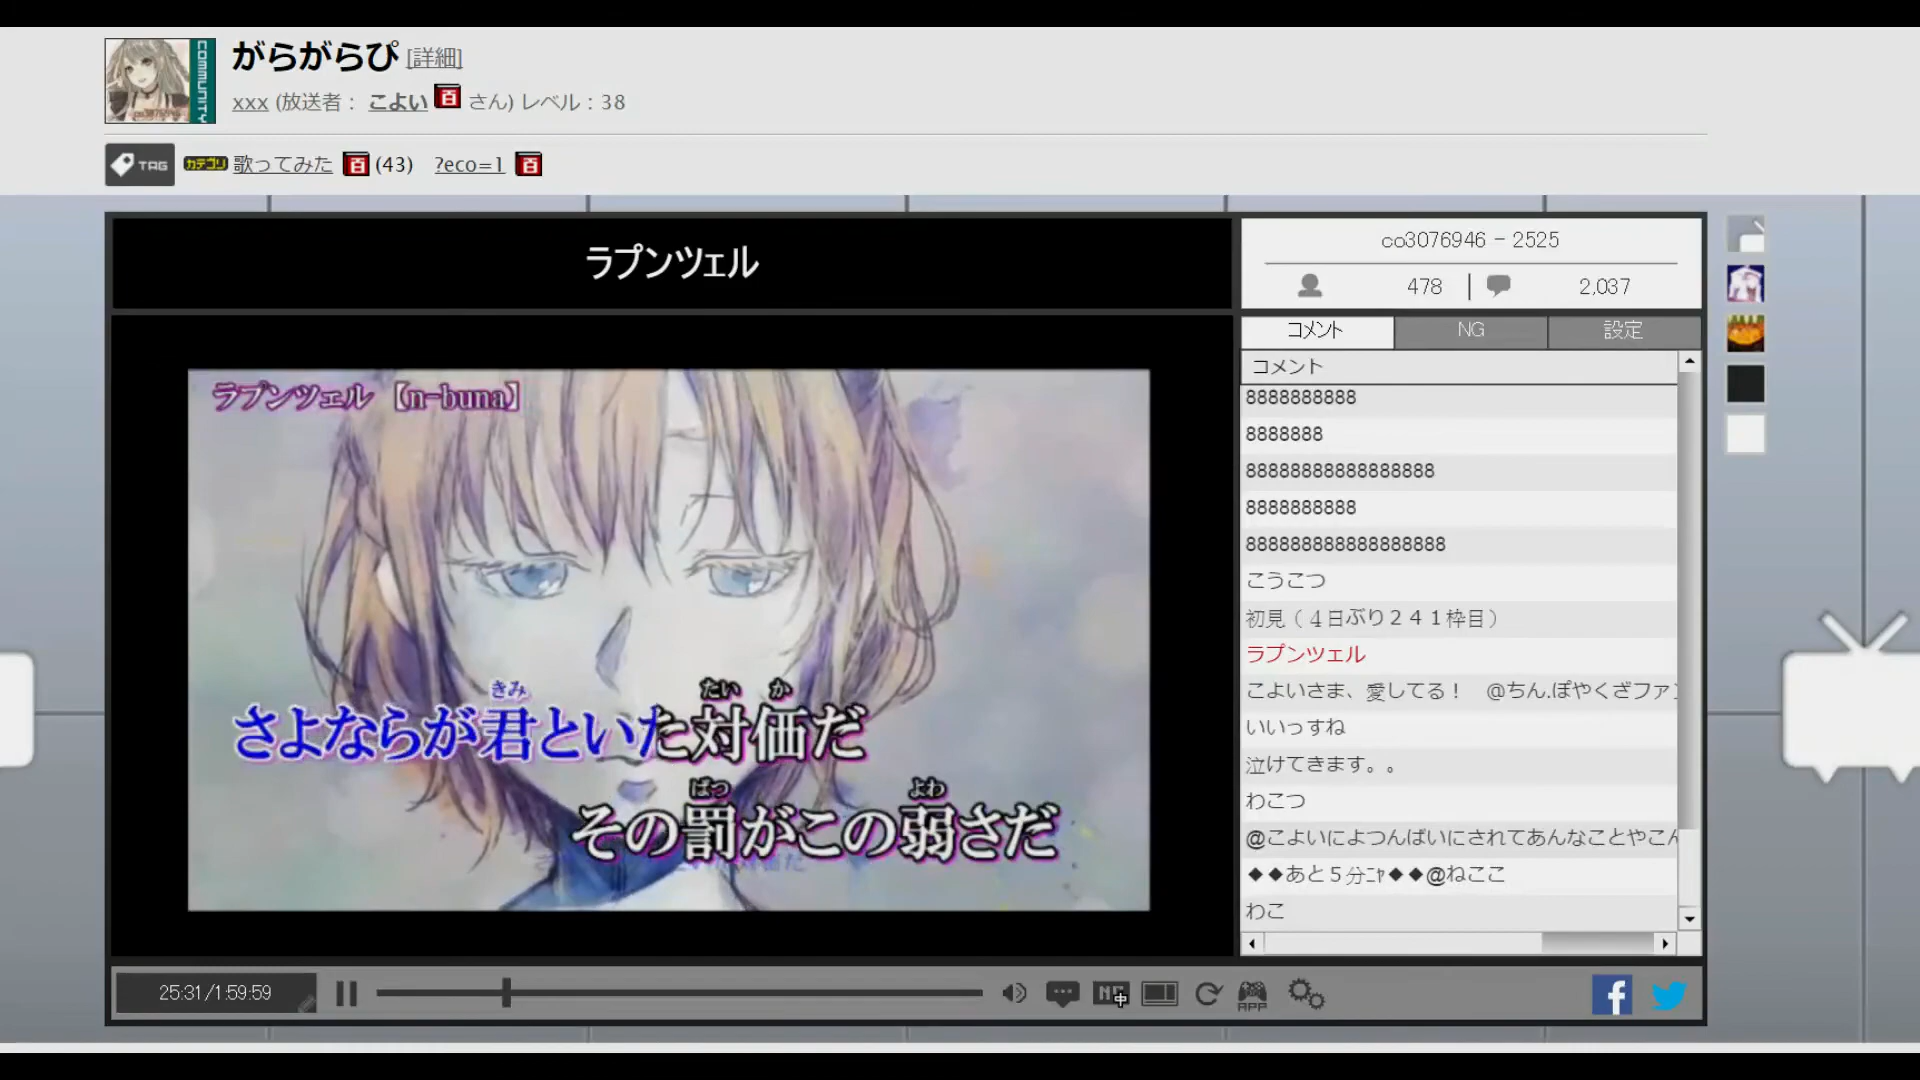 COMMUNITY
がらがらぴ [詳細]
xxx (放送者： こよい 百 さん) レベル：38
TAG カテゴリ 歌ってみた 百 (43) ?eco=1 百
ラプンツェル
co3076946 - 2525
478 | 2,037
コメント NG 設定
コメント
8888888888
8888888
88888888888888888
8888888888
888888888888888888
こうこつ
初見（４日ぶり２４１枠目）
ラプンツェル
こよいさま、愛してる！　@ちん.ぽやくざファ
いいっすね
泣けてきます。。
わこつ
@こよいによつんばいにされてあんなことやこん
◆◆あと５分ﾆﾔ◆◆@ねここ
わこ
ラプンツェル 【n-buna】
きみ たい か
さよならが君といた対価だ
ばつ よわ
その罰がこの弱さだ
25:31/1:59:59
NG
APP